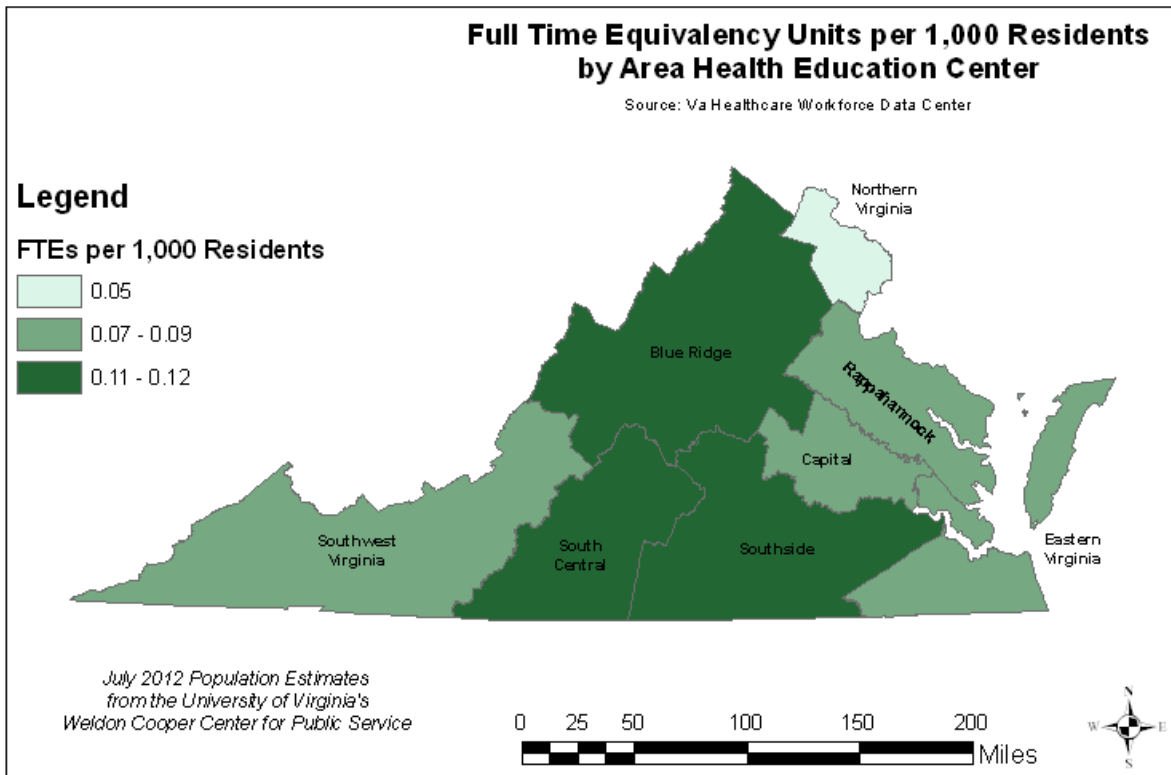 Full Time Equivalency Units per 1,000 Residents
by Area Health Education Center
Source: Va Healthcare Workforce Data Center
Legend
FTEs per 1,000 Residents
0.05
0.07 - 0.09
0.11 - 0.12
Northern
Virginia
Blue Ridge
Rappahannock
Capital
Southwest
Virginia
South
Central
Southside
Eastern
Virginia
July 2012 Population Estimates
from the University of Virginia's
Weldon Cooper Center for Public Service
0 25 50 100 150 200
Miles
N
W E
S